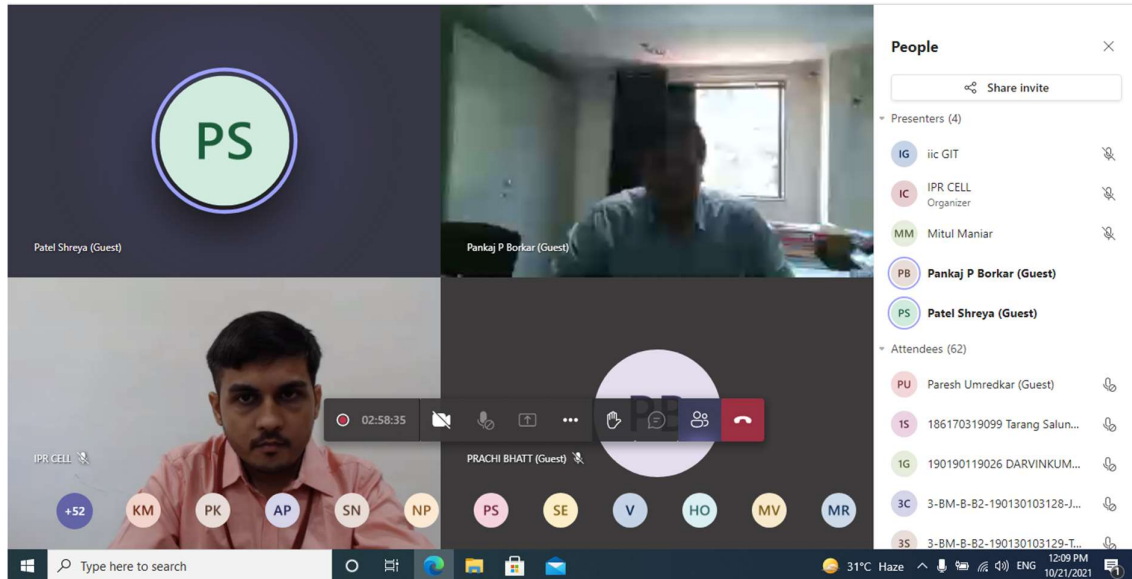 PS
Patel Shreya (Guest)
Pankaj P Borkar (Guest)
IPR CELL
PRACHI BHATT (Guest)
PB
02:58:35
+52
KM
PK
AP
SN
NP
PS
SE
V
HO
MV
MR
People
Share invite
Presenters (4)
IG iic GIT
IC IPR CELL
Organizer
MM Mitul Maniar
PB Pankaj P Borkar (Guest)
PS Patel Shreya (Guest)
Attendees (62)
PU Paresh Umredkar (Guest)
1S 186170319099 Tarang Salun...
1G 190190119026 DARVINKUM...
3C 3-BM-B-B2-190130103128-J...
3S 3-BM-B-B2-190130103129-T...
Type here to search
31°C Haze
ENG
12:09 PM
10/21/2021
1